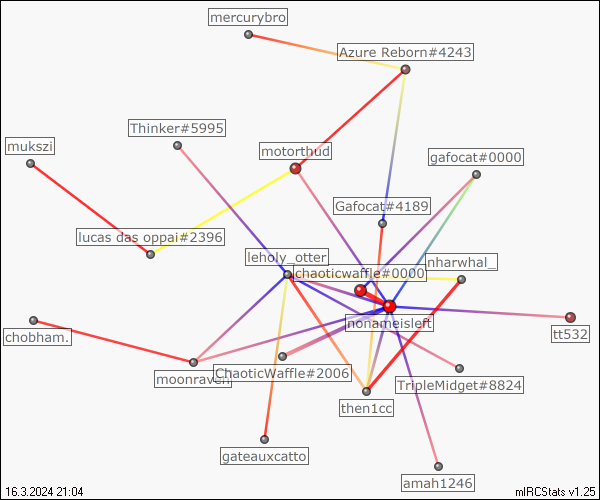 mercurybro
Azure Reborn#4243
Thinker#5995
mukszi
motorthud
gafocat#0000
Gafocat#4189
lucas das oppai#2396
leholy_otter
nharwhal_
chaoticwaffle#0000
nonameisleft
tt532
chobham.
moonraven
ChaoticWaffle#2006
TripleMidget#8824
then1cc
gateauxcatto
amah1246
16.3.2024 21:04
mIRCStats v1.25